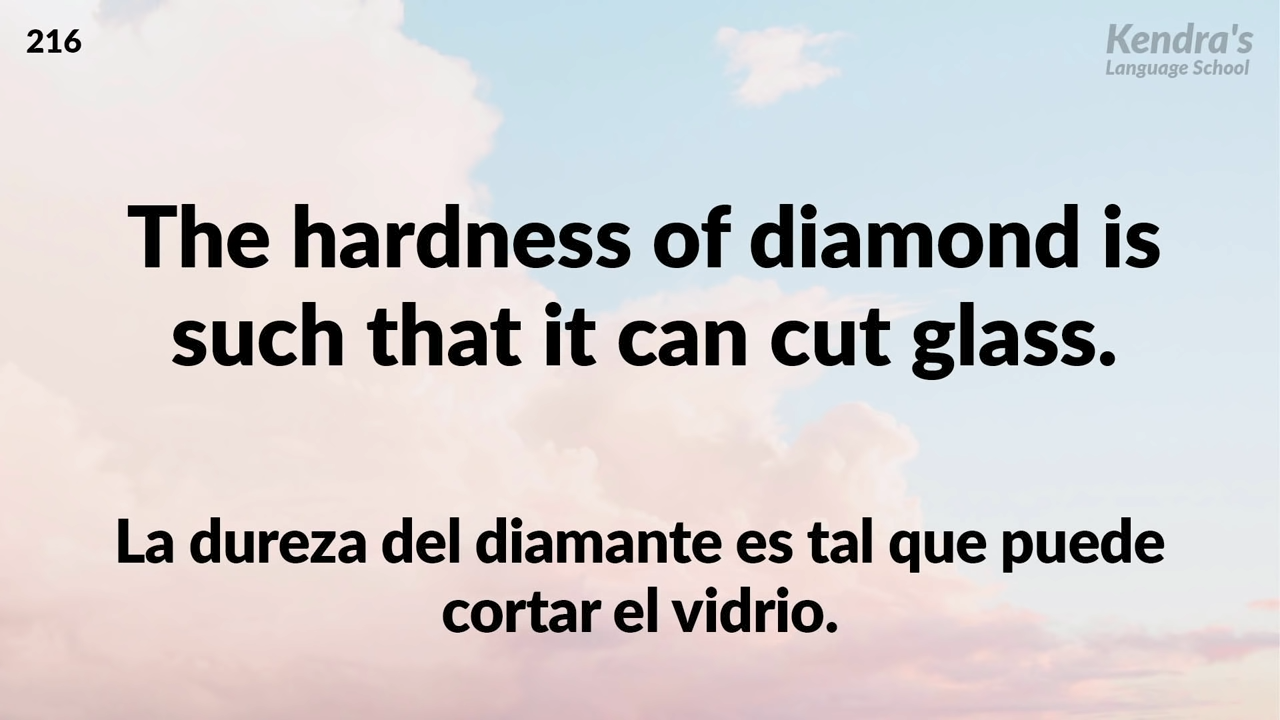 216
Kendra's
Language School
The hardness of diamond is
such that it can cut glass.
La dureza del diamante es tal que puede
cortar el vidrio.